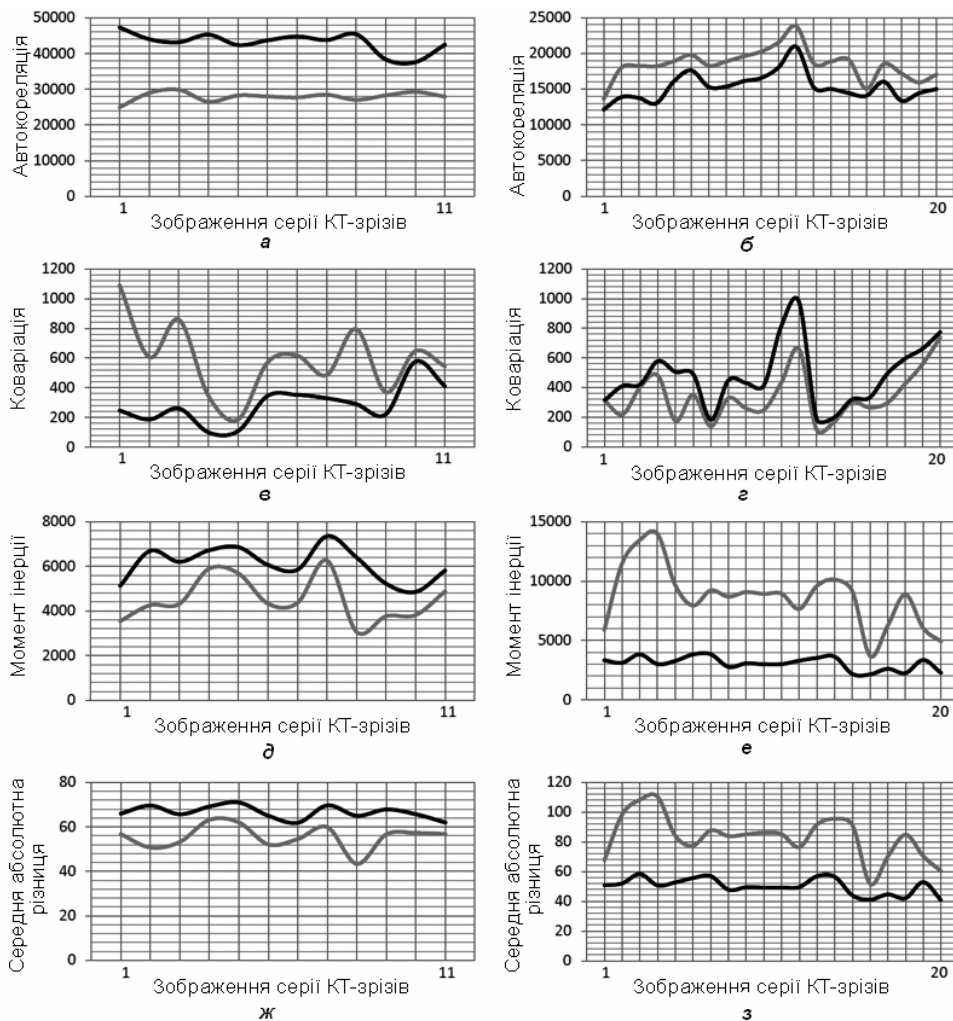 Автокореляція
50000
40000
30000
20000
10000
0
1
11
Зображення серії КТ-зрізів
а
Автокореляція
25000
20000
15000
10000
5000
0
1
20
Зображення серії КТ-зрізів
б
Коваріація
1200
1000
800
600
400
200
0
1
11
Зображення серії КТ-зрізів
в
Коваріація
1200
1000
800
600
400
200
0
1
20
Зображення серії КТ-зрізів
г
Момент інерції
8000
6000
4000
2000
0
1
11
Зображення серії КТ-зрізів
д
Момент інерції
15000
10000
5000
0
1
20
Зображення серії КТ-зрізів
е
Середня абсолютна
різниця
80
60
40
20
0
1
11
Зображення серії КТ-зрізів
ж
Середня абсолютна
різниця
120
100
80
60
40
20
0
1
20
Зображення серії КТ-зрізів
з